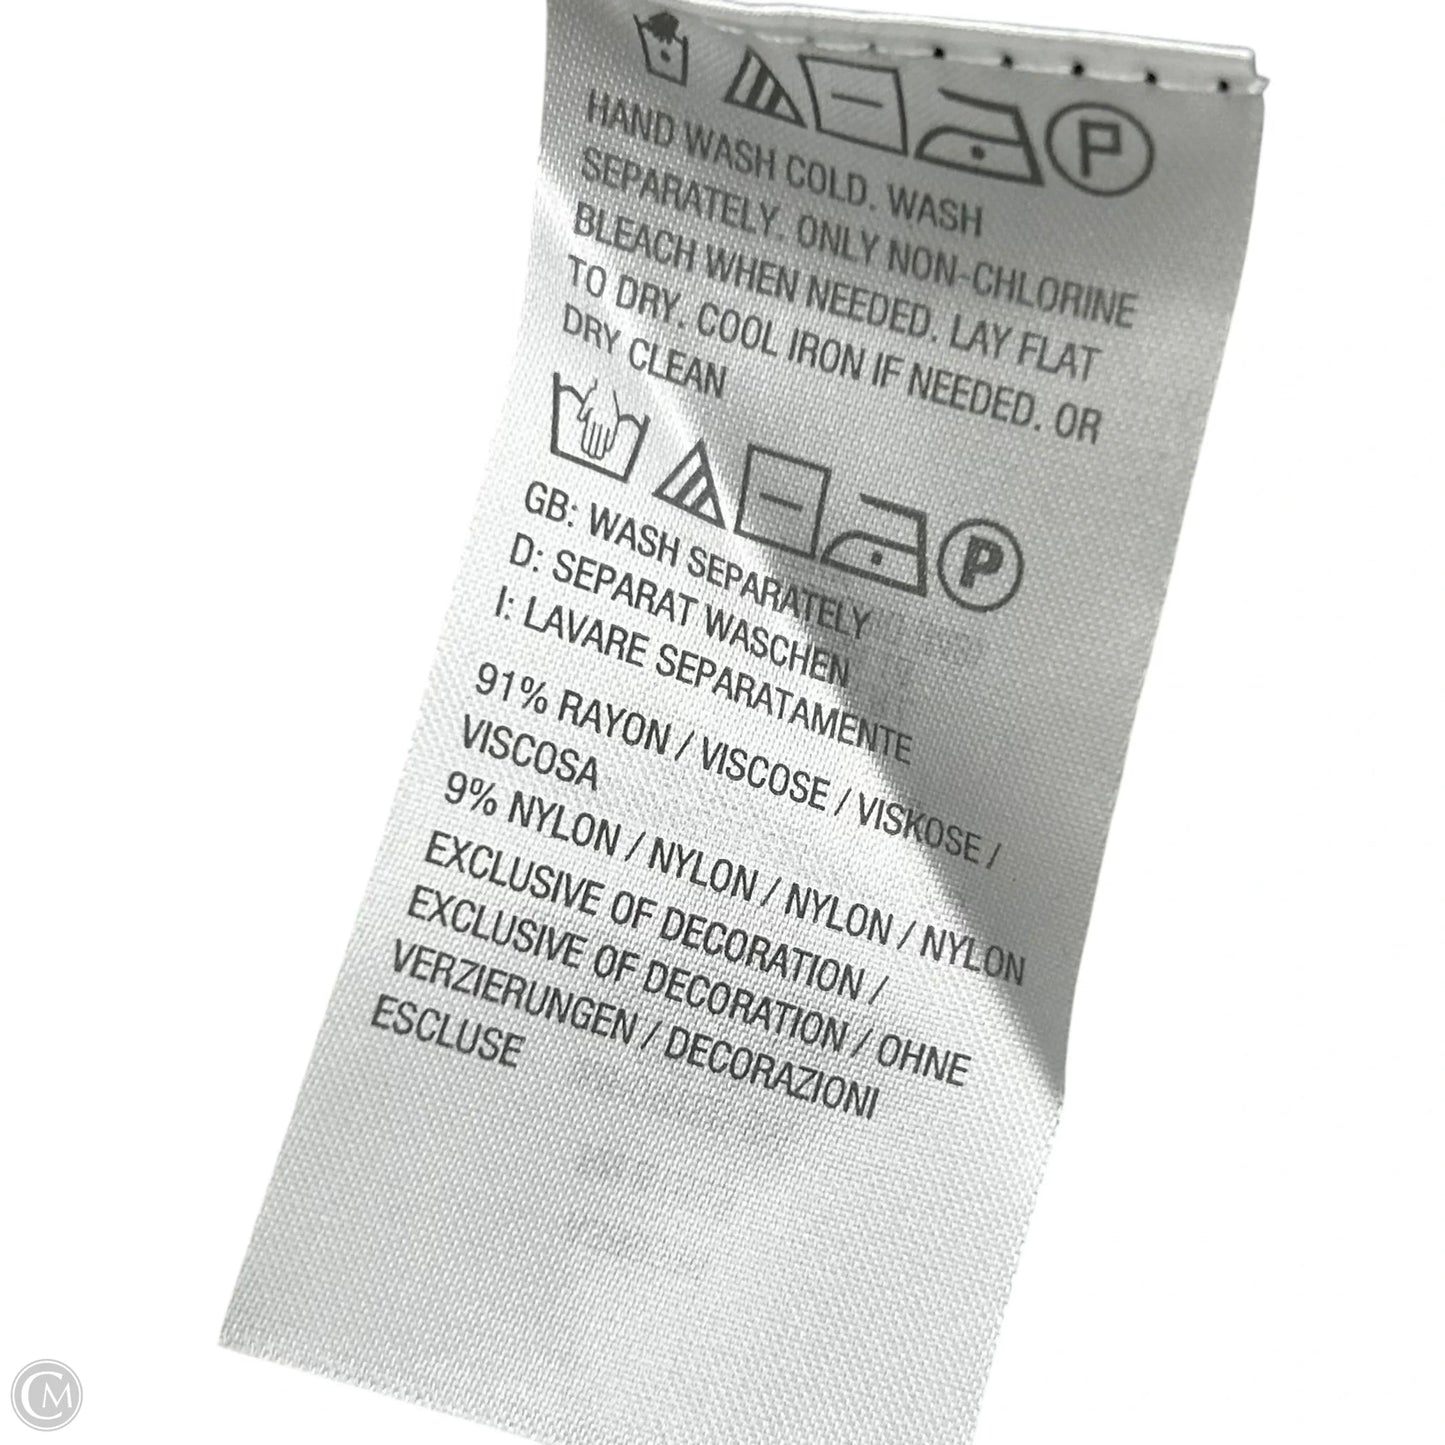 P
HAND WASH COLD. WASH
SEPARATELY. ONLY NON-CHLORINE
BLEACH WHEN NEEDED. LAY FLAT
TO DRY. COOL IRON IF NEEDED. OR
DRY CLEAN
P
GB: WASH SEPARATELY
D: SEPARAT WASCHEN
I: LAVARE SEPARATAMENTE
91% RAYON / VISCOSE / VISKOSE /
VISCOSA
9% NYLON / NYLON / NYLON / NYLON
EXCLUSIVE OF DECORATION /
EXCLUSIVE OF DECORATION / OHNE
VERZIERUNGEN / DECORAZIONI
ESCLUSE
CM